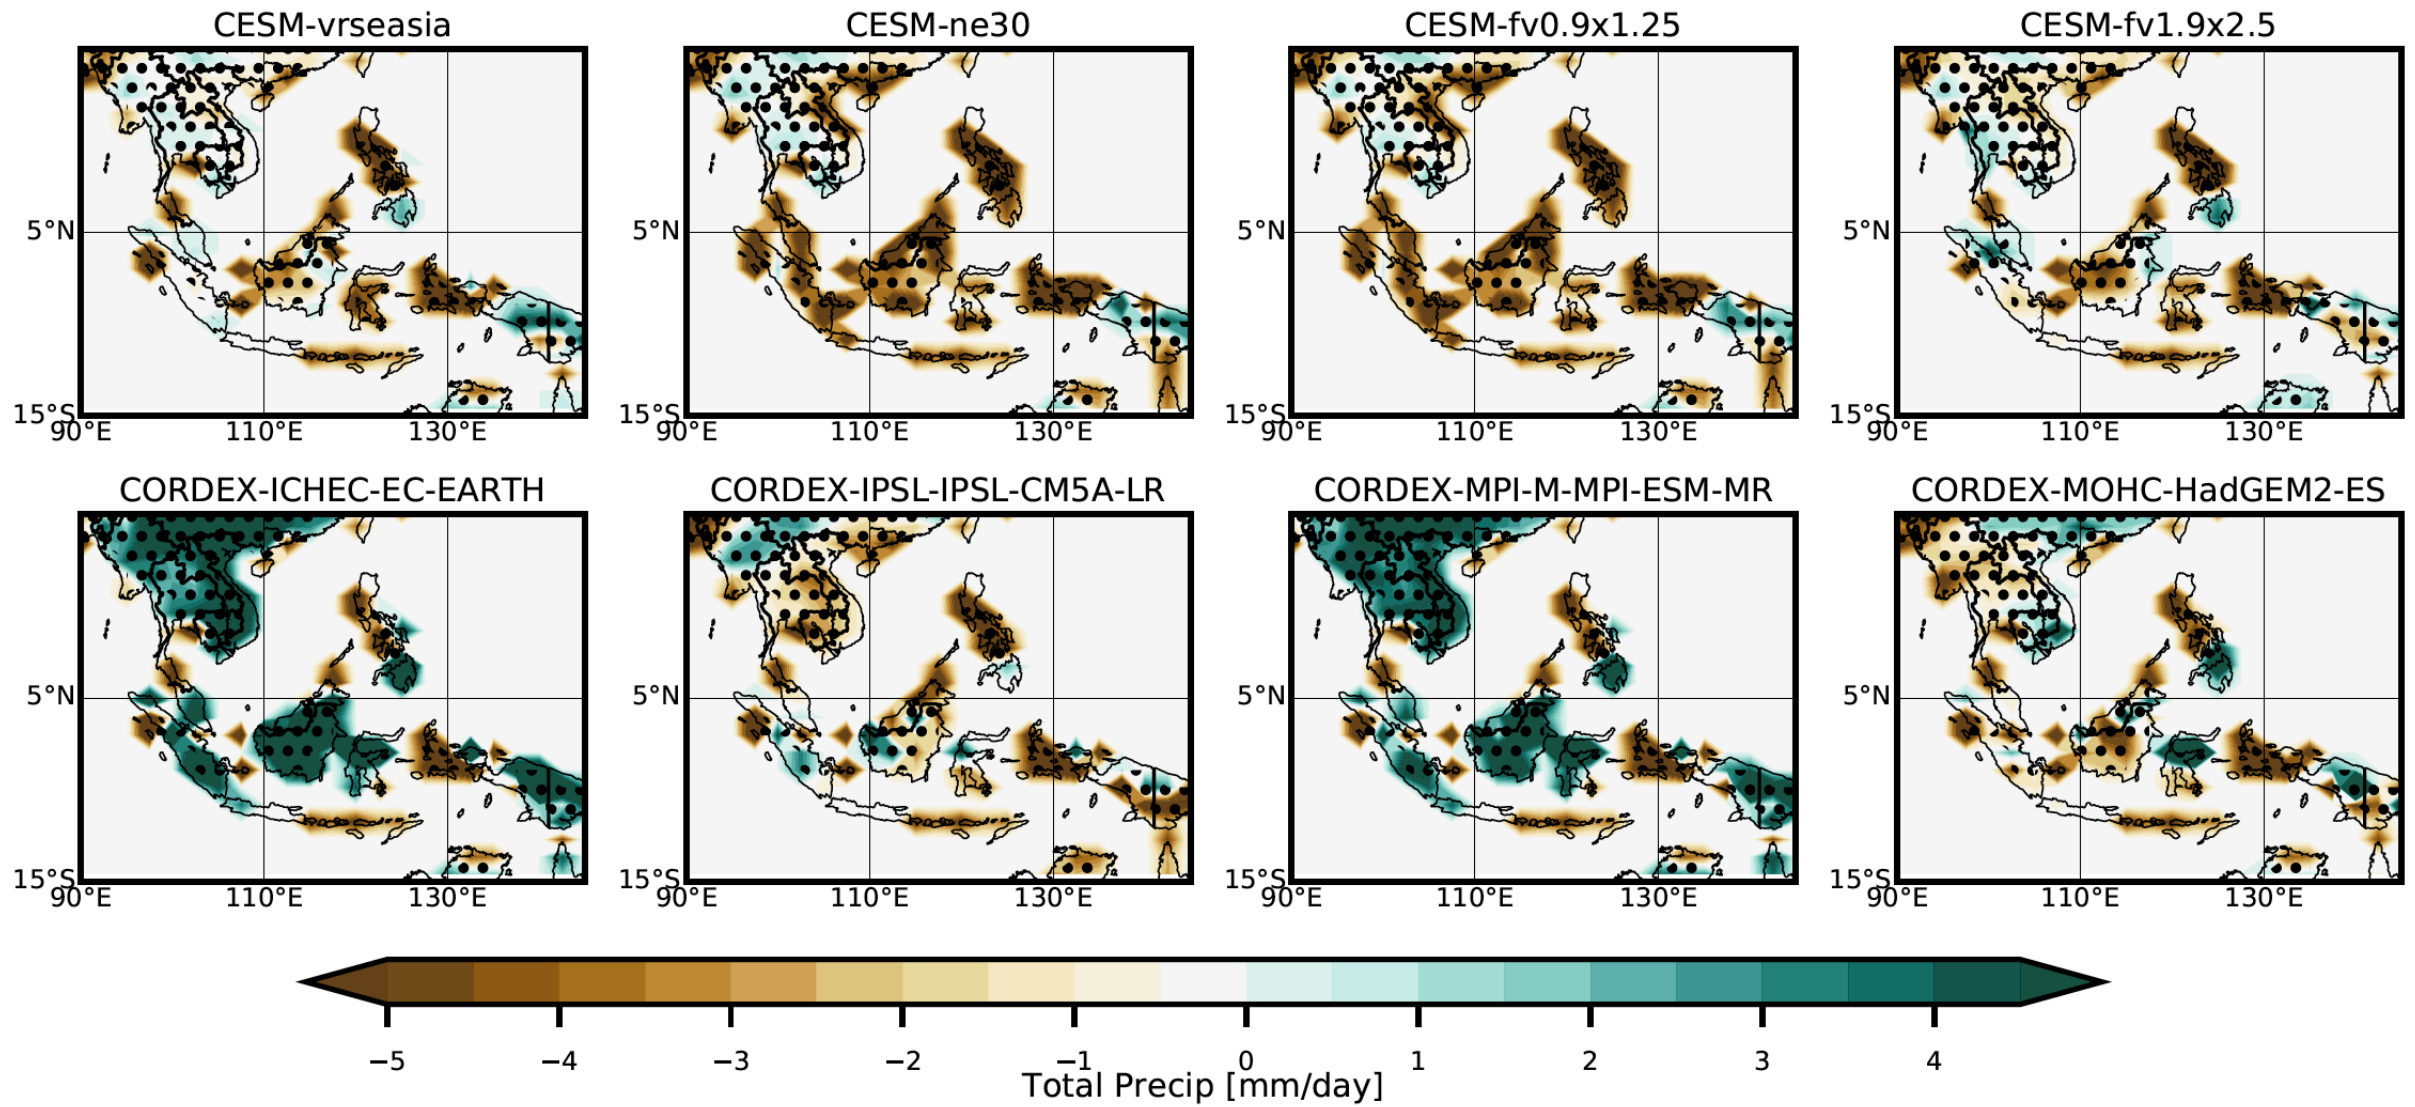 CESM-vrseasia CESM-ne30 CESM-fv0.9x1.25 CESM-fv1.9x2.5
5°N 5°N 5°N 5°N
15°S 15°S 15°S 15°S
90°E 110°E 130°E 90°E 110°E 130°E 90°E 110°E 130°E 90°E 110°E 130°E
CORDEX-ICHEC-EC-EARTH CORDEX-IPSL-IPSL-CM5A-LR CORDEX-MPI-M-MPI-ESM-MR CORDEX-MOHC-HadGEM2-ES
5°N 5°N 5°N 5°N
15°S 15°S 15°S 15°S
90°E 110°E 130°E 90°E 110°E 130°E 90°E 110°E 130°E 90°E 110°E 130°E
−5 −4 −3 −2 −1 0 1 2 3 4
Total Precip [mm/day]